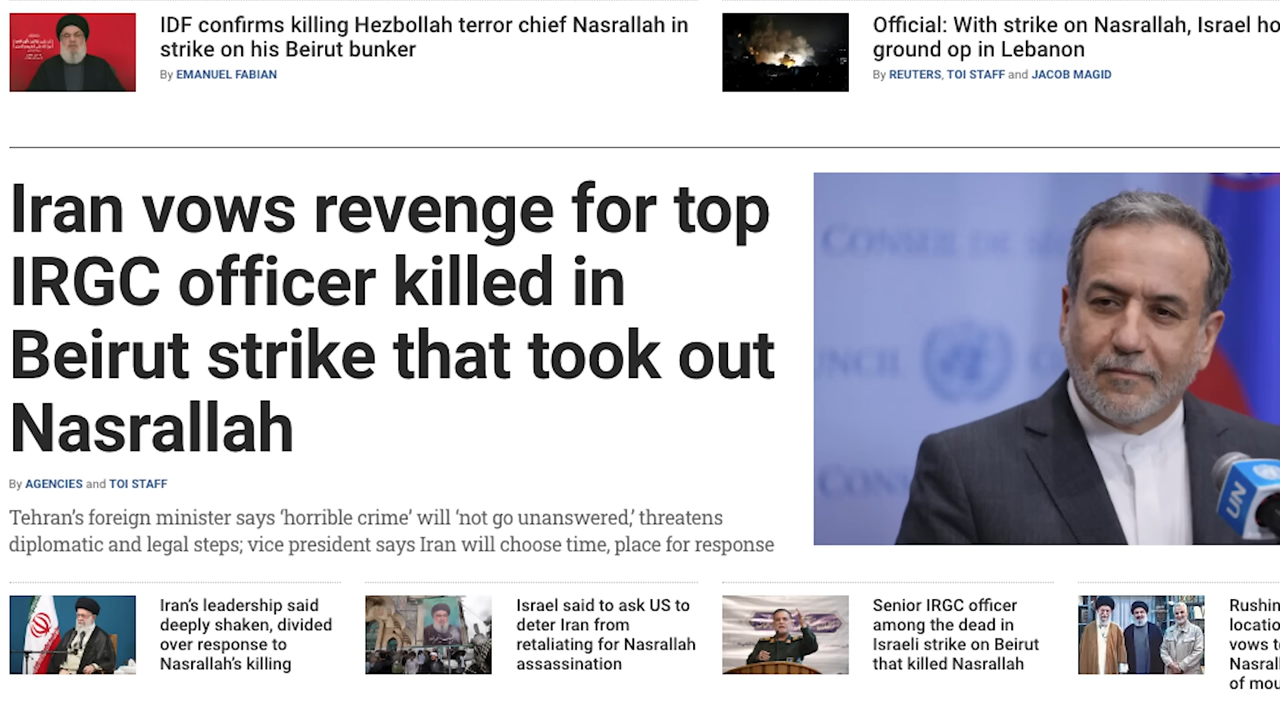 IDF confirms killing Hezbollah terror chief Nasrallah in
strike on his Beirut bunker
By EMANUEL FABIAN
Official: With strike on Nasrallah, Israel ho
ground op in Lebanon
By REUTERS, TOI STAFF and JACOB MAGID
Iran vows revenge for top
IRGC officer killed in
Beirut strike that took out
Nasrallah
By AGENCIES and TOI STAFF
Tehran’s foreign minister says ‘horrible crime’ will ‘not go unanswered,’ threatens
diplomatic and legal steps; vice president says Iran will choose time, place for response
CONSEIL DE
UN
Iran’s leadership said
deeply shaken, divided
over response to
Nasrallah’s killing
Israel said to ask US to
deter Iran from
retaliating for Nasrallah
assassination
Senior IRGC officer
among the dead in
Israeli strike on Beirut
that killed Nasrallah
Rushin
locatio
vows t
Nasrall
of mou